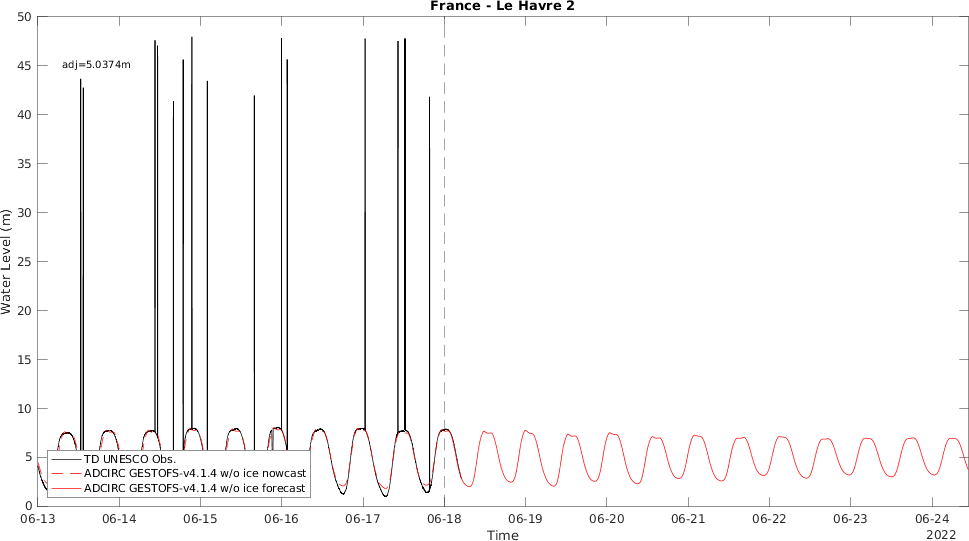 France - Le Havre 2
50
45
40
35
30
25
20
15
10
5
0
Water Level (m)
adj=5.0374m
TD UNESCO Obs.
ADCIRC GESTOFS-v4.1.4 w/o ice nowcast
ADCIRC GESTOFS-v4.1.4 w/o ice forecast
06-13 06-14 06-15 06-16 06-17 06-18 06-19 06-20 06-21 06-22 06-23 06-24
2022
Time